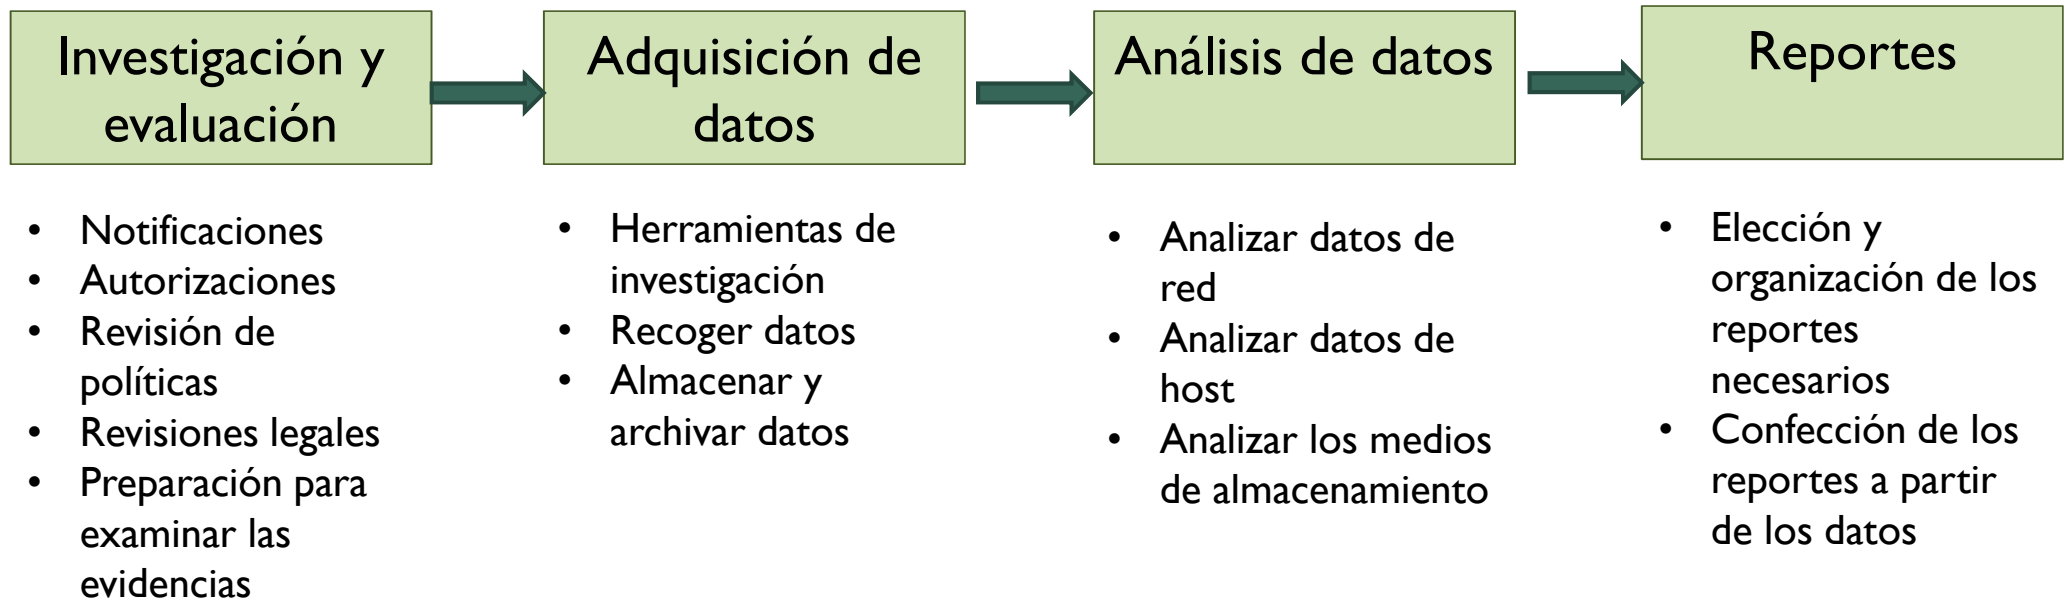 Investigación y
evaluación
• Notificaciones
• Autorizaciones
• Revisión de
políticas
• Revisiones legales
• Preparación para
examinar las
evidencias
Adquisición de
datos
• Herramientas de
investigación
• Recoger datos
• Almacenar y
archivar datos
Análisis de datos
• Analizar datos de
red
• Analizar datos de
host
• Analizar los medios
de almacenamiento
Reportes
• Elección y
organización de los
reportes
necesarios
• Confección de los
reportes a partir
de los datos